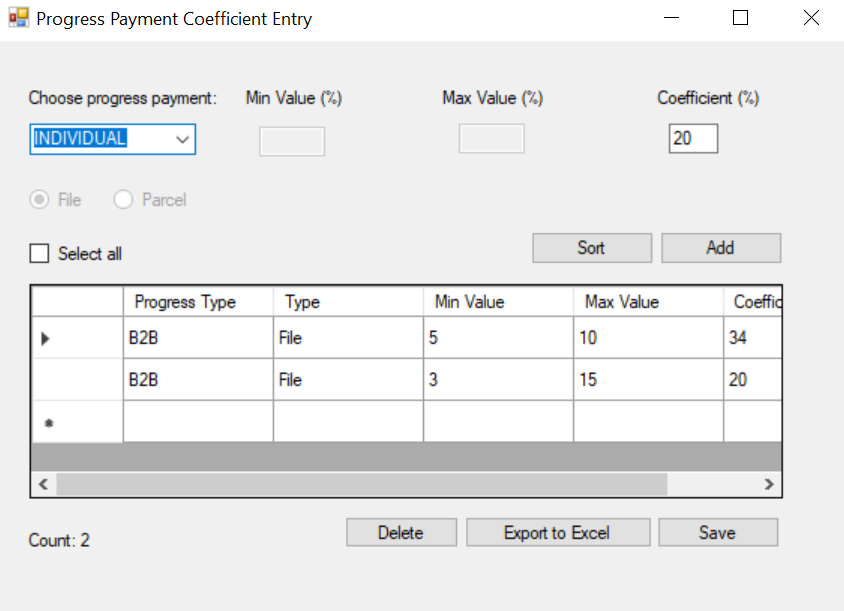 Progress Payment Coefficient Entry
Choose progress payment: Min Value (%) Max Value (%) Coefficient (%)
INDIVIDUAL 20
File Parcel
Select all Sort Add
Progress Type Type Min Value Max Value Coeffic
B2B File 5 10 34
B2B File 3 15 20
Count: 2 Delete Export to Excel Save